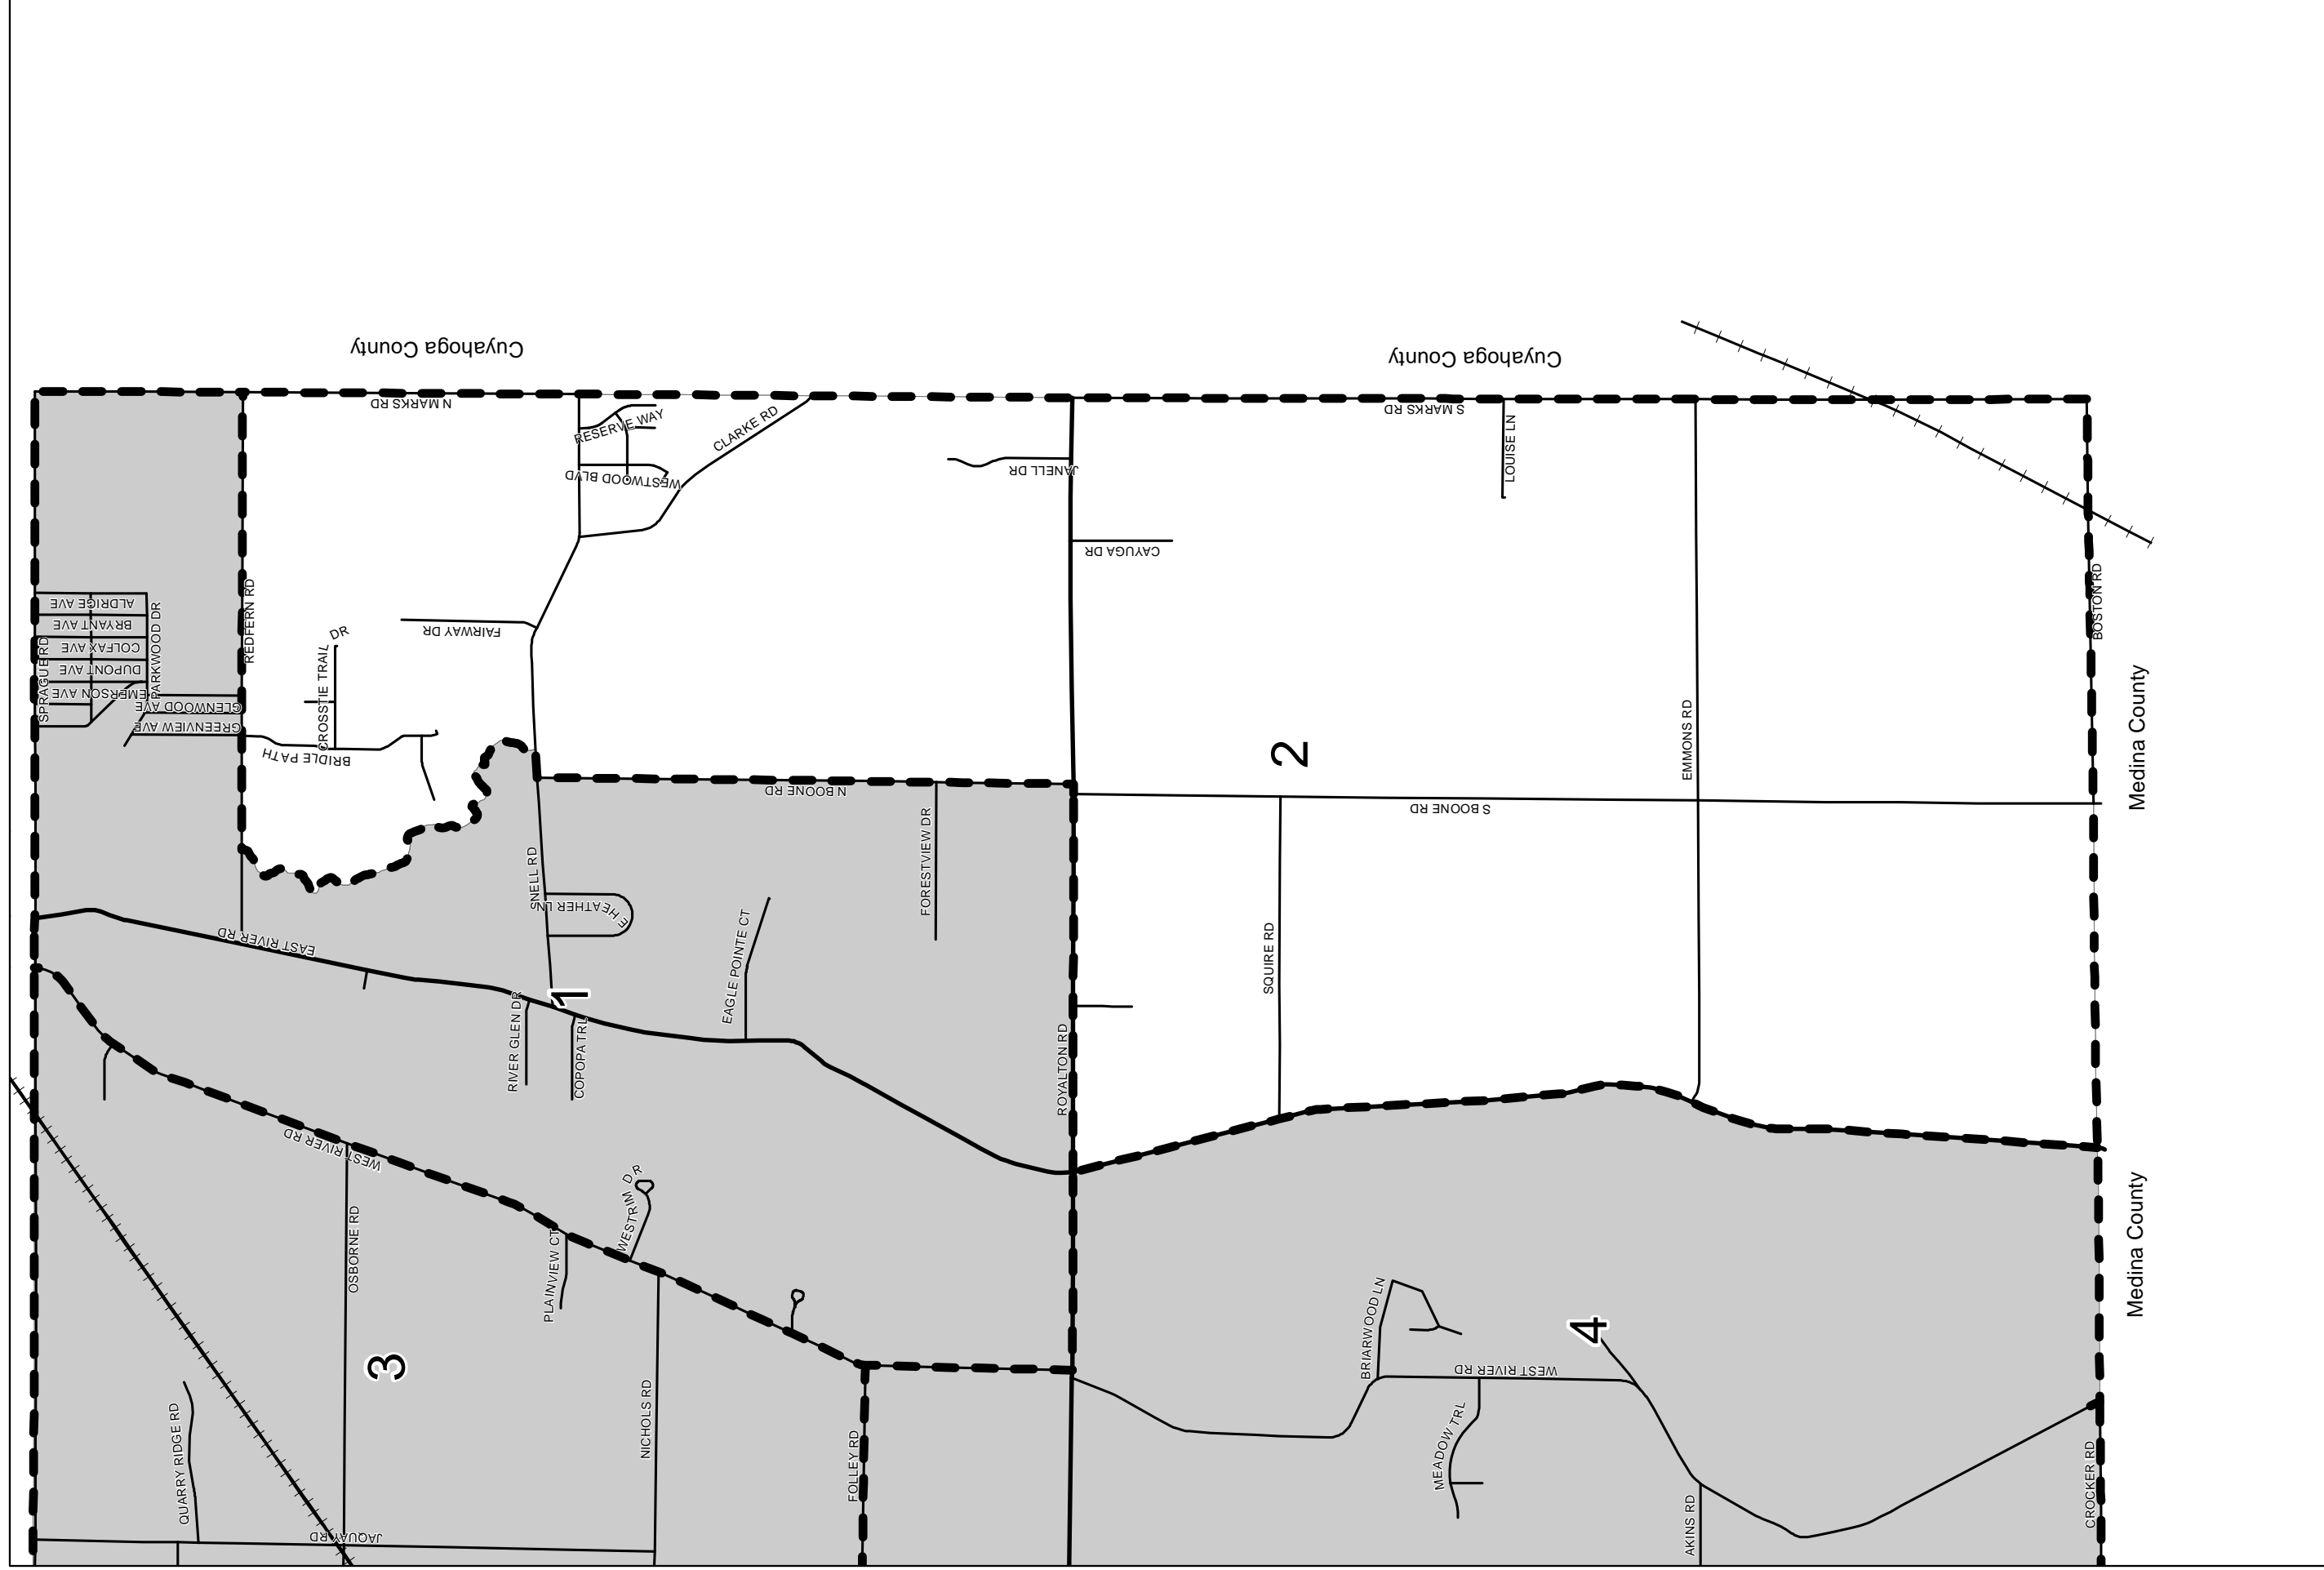 Cuyahoga County
Cuyahoga County
N MARKS RD
S MARKS RD
RESERVE WAY
CLARKE RD
WESTWOOD BLVD
JANELL DR
LOUISE LN
CAYUGA DR
ALDRIGE AVE
BRYANT AVE
COLFAX AVE
DUPONT AVE
EMERSON AVE
GLENWOOD AVE
GREENVIEW AVE
SPRAGUE RD
PARKWOOD DR
REDFERN RD
FAIRWAY DR
CROSSTIE TRAIL DR
BRIDLE PATH
BOSTON RD
Medina County
EMMONS RD
2
N BOONE RD
S BOONE RD
FORESTVIEW DR
SNELL RD
HEATHER LN E
EAST RIVER RD
EAGLE POINTE CT
SQUIRE RD
1
RIVER GLEN DR
COPOPA TRL
ROYALTON RD
WEST RIVER RD
OSBORNE RD
PLAINVIEW CT
WESTRIM DR
Medina County
3
4
BRIARWOOD LN
WEST RIVER RD
MEADOW TRL
QUARRY RIDGE RD
NICHOLS RD
FOLLEY RD
JAQUAY RD
AKINS RD
CROCKER RD